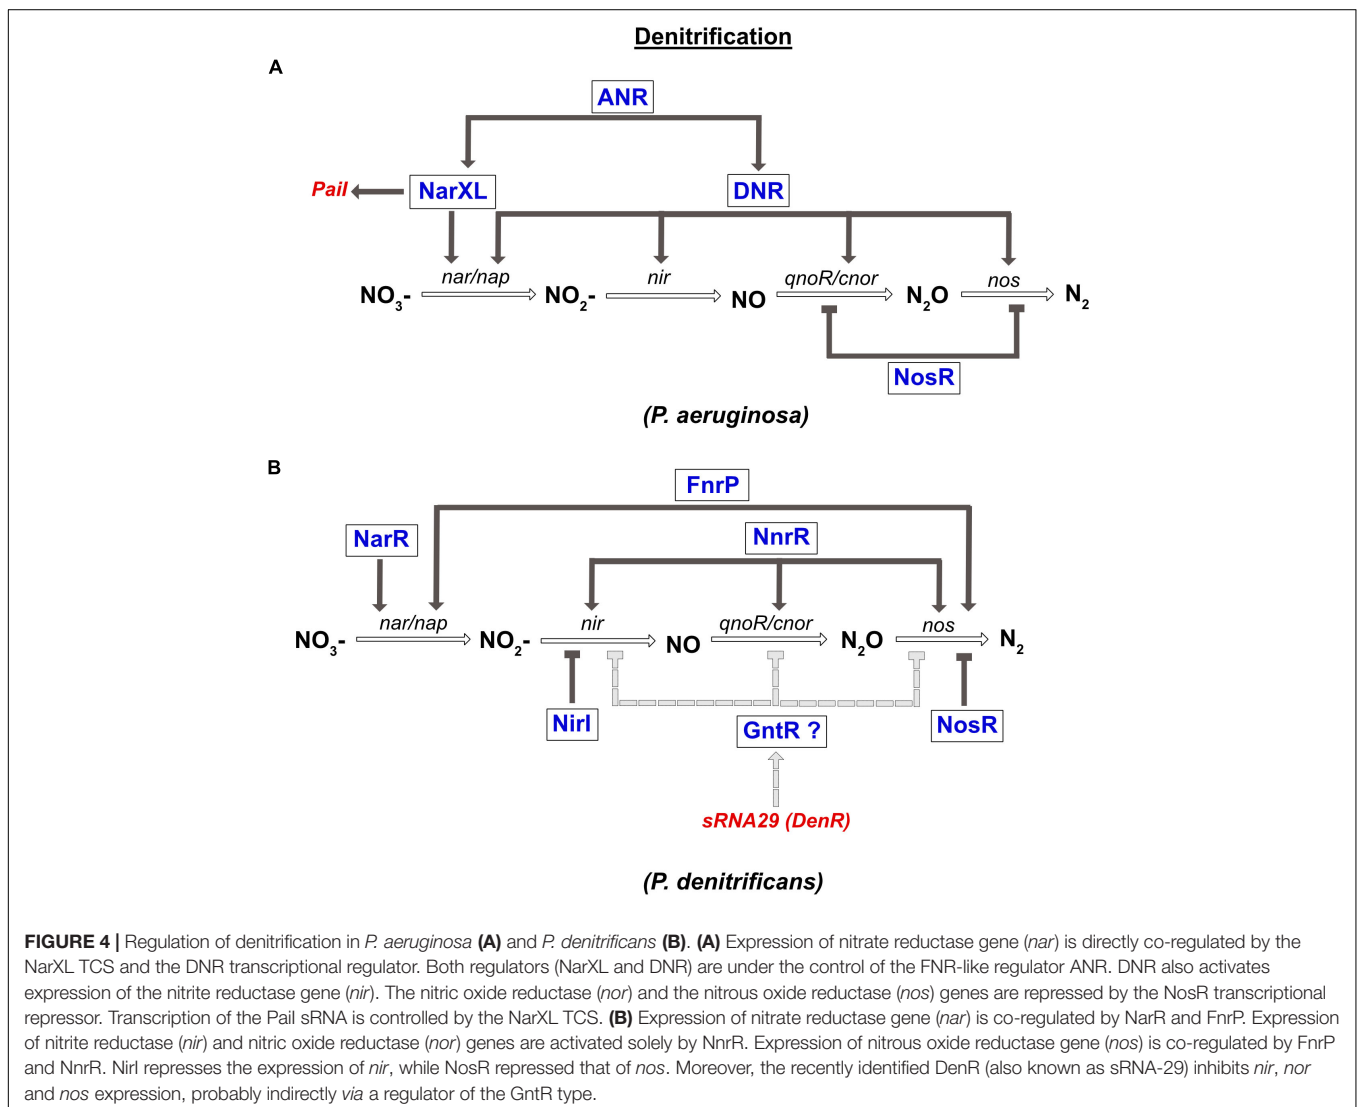 Denitrification
A
ANR
PaiI NarXL DNR
nar/nap nir qnoR/cnor nos
NO3- NO2- NO N2O N2
NosR
(P. aeruginosa)
B
FnrP
NarR NnrR
nar/nap nir qnoR/cnor nos
NO3- NO2- NO N2O N2
NirI GntR ? NosR
sRNA29 (DenR)
(P. denitrificans)
FIGURE 4 | Regulation of denitrification in P. aeruginosa (A) and P. denitrificans (B). (A) Expression of nitrate reductase gene (nar) is directly co-regulated by the
NarXL TCS and the DNR transcriptional regulator. Both regulators (NarXL and DNR) are under the control of the FNR-like regulator ANR. DNR also activates
expression of the nitrite reductase gene (nir). The nitric oxide reductase (nor) and the nitrous oxide reductase (nos) genes are repressed by the NosR transcriptional
repressor. Transcription of the PaiI sRNA is controlled by the NarXL TCS. (B) Expression of nitrate reductase gene (nar) is co-regulated by NarR and FnrP. Expression
of nitrite reductase (nir) and nitric oxide reductase (nor) genes are activated solely by NnrR. Expression of nitrous oxide reductase gene (nos) is co-regulated by FnrP
and NnrR. NirI represses the expression of nir, while NosR repressed that of nos. Moreover, the recently identified DenR (also known as sRNA-29) inhibits nir, nor
and nos expression, probably indirectly via a regulator of the GntR type.